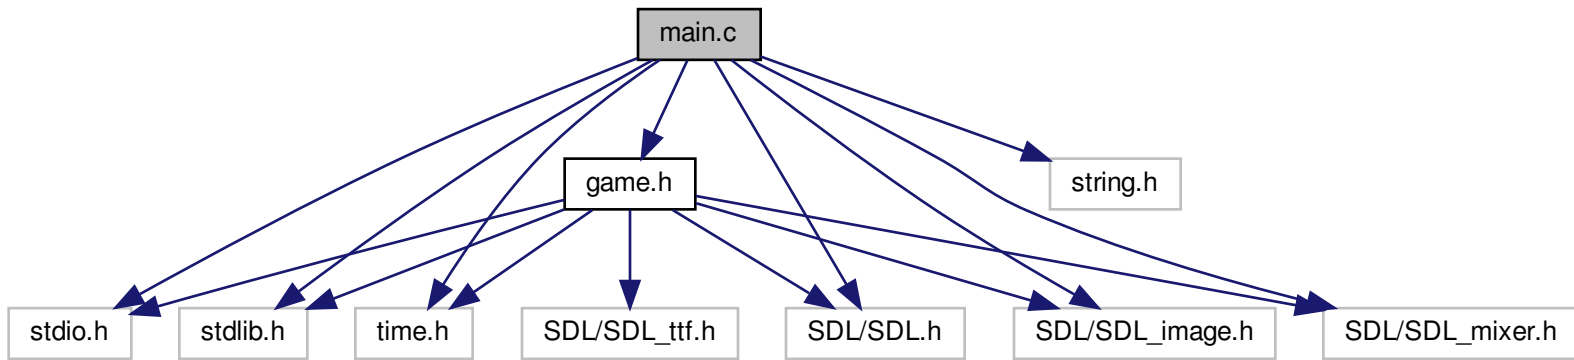 main.c
game.h
string.h
stdio.h
stdlib.h
time.h
SDL/SDL_ttf.h
SDL/SDL.h
SDL/SDL_image.h
SDL/SDL_mixer.h